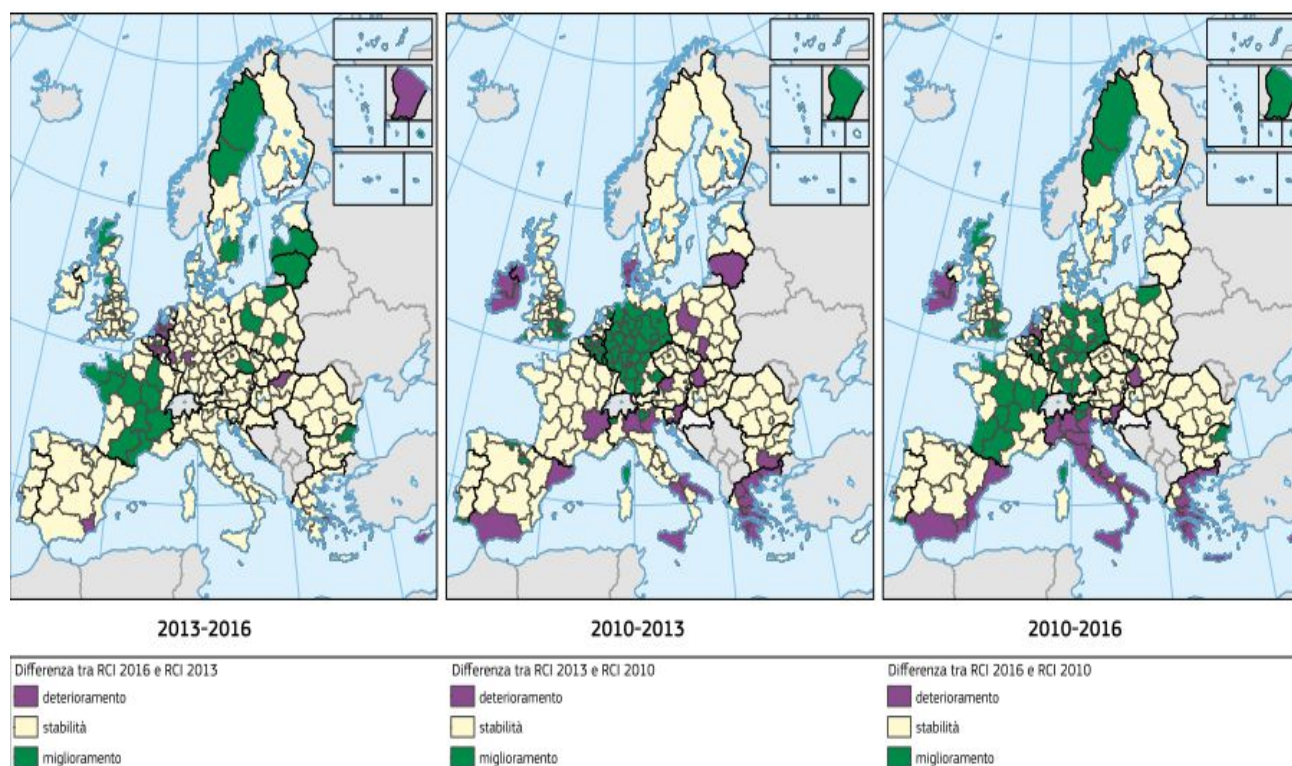 2013-2016
2010-2013
2010-2016
Differenza tra RCI 2016 e RCI 2013
deterioramento
stabilità
miglioramento
Differenza tra RCI 2013 e RCI 2010
deterioramento
stabilità
miglioramento
Differenza tra RCI 2016 e RCI 2010
deterioramento
stabilità
miglioramento